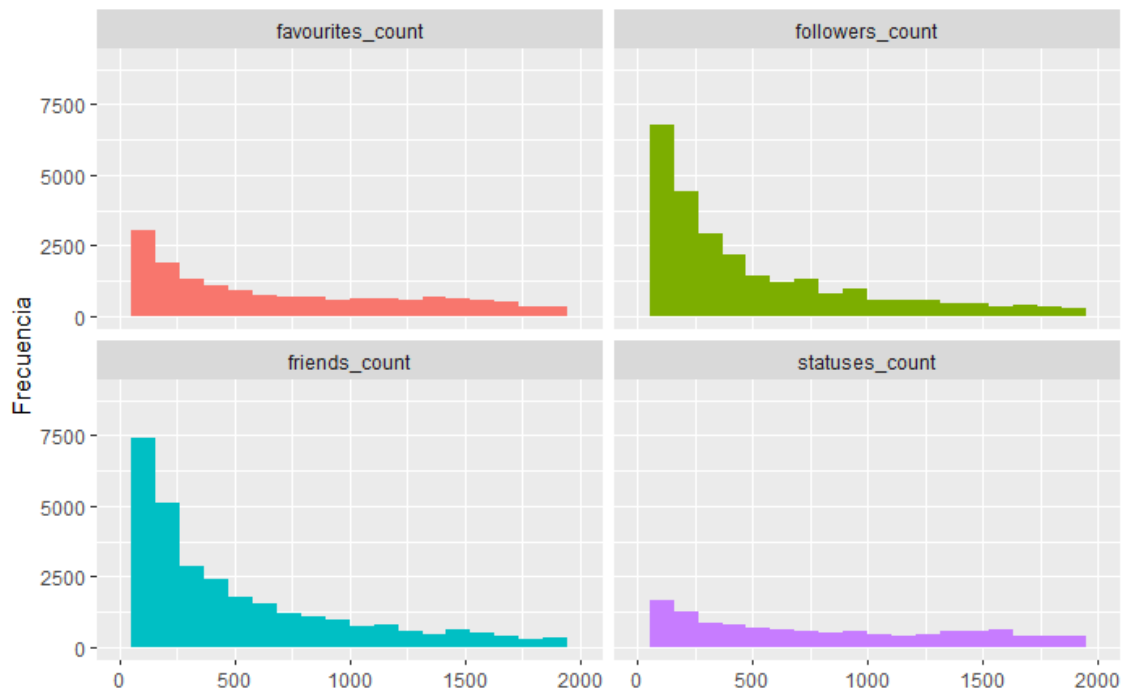 favourites_count
followers_count
7500
5000
2500
0
friends_count
statuses_count
7500
5000
2500
0
Frecuencia
0 500 1000 1500 2000
0 500 1000 1500 2000